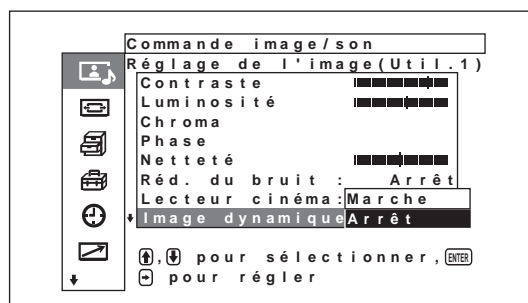 Commande image/son
Réglage de l'image(Util.1)
Contraste
Luminosité
Chroma
Phase
Netteté
Réd. du bruit : Arrêt
Lecteur cinéma: Marche
Image dynamique Arrêt
, pour sélectionner, ENTER
pour régler